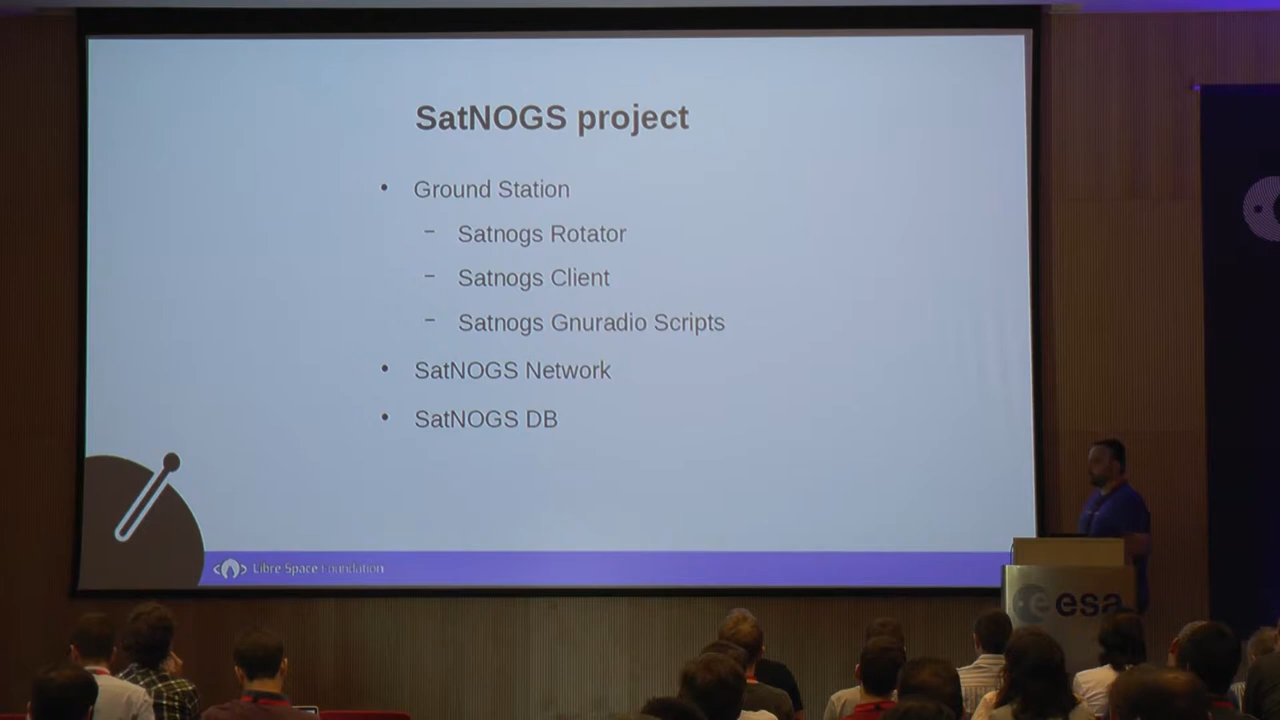 SatNOGS project
• Ground Station
– Satnogs Rotator
– Satnogs Client
– Satnogs Gnuradio Scripts
• SatNOGS Network
• SatNOGS DB
Libre Space Foundation
esa